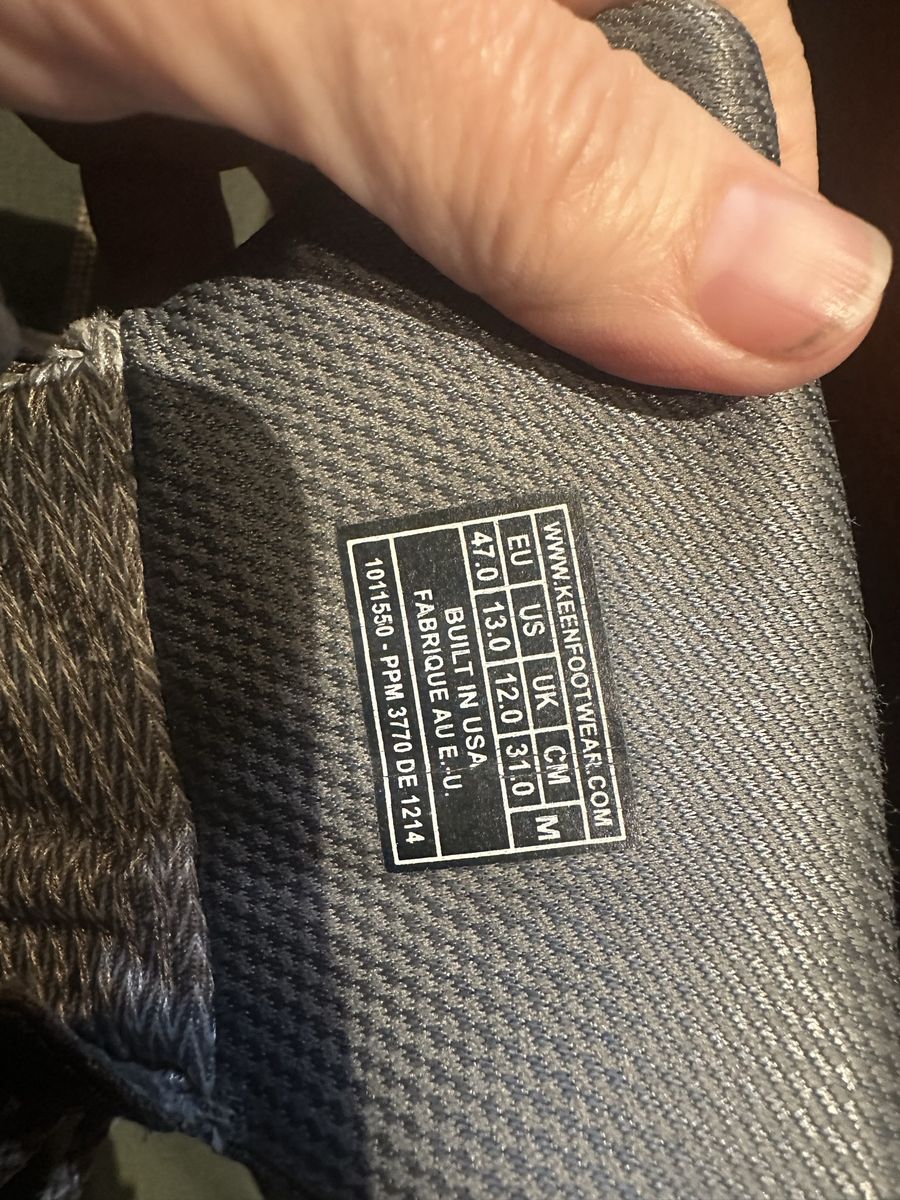 WWW.KEENFOOTWEAR.COM
EU US UK CM M
47.0 13.0 12.0 31.0
BUILT IN USA
FABRIQUE AU E.-U.
1011550 - PPM 3770 DE 1214